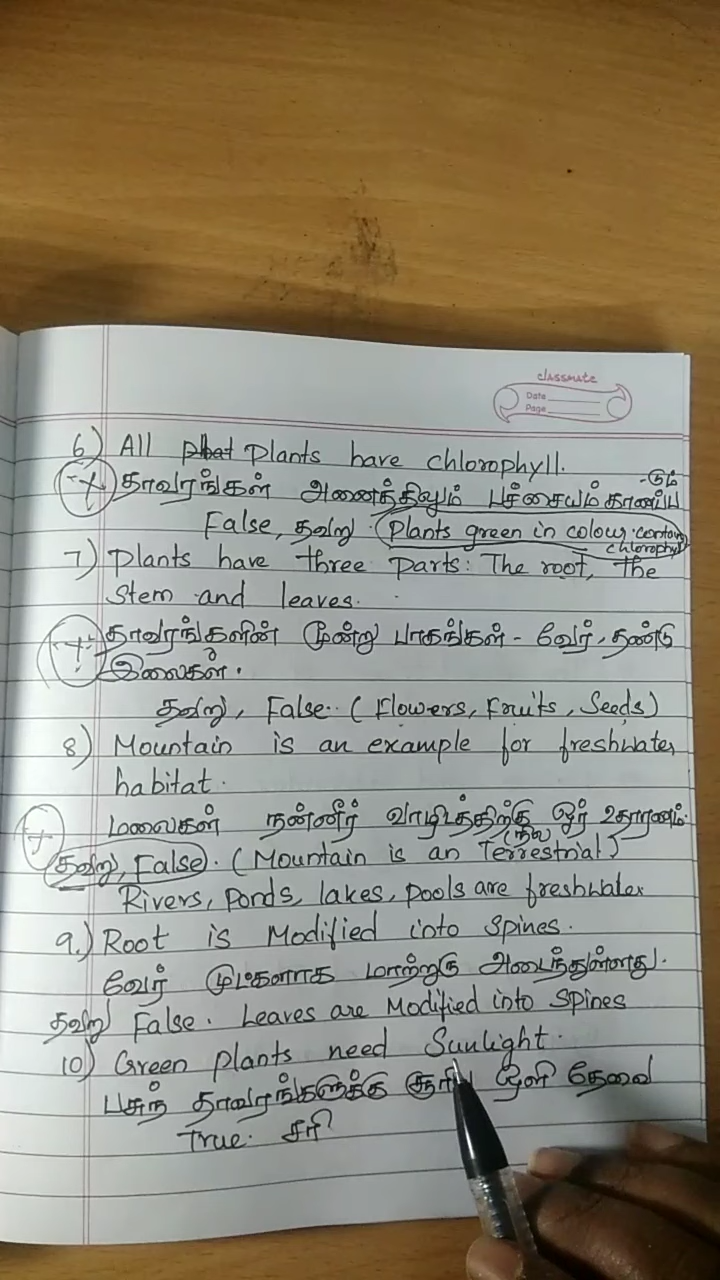 classmate
Date
Page
6) All plants have chlorophyll.
தாவரங்கள் அனைத்திலும் பச்சையம் காணப்ப
-டும்
False, தவறு. (Plants green in colour contain
chlorophyll
7) Plants have three parts: The root, the
Stem and leaves.
தாவரங்களின் மூன்று பாகங்கள் - வேர், தண்டு
இலைகள்.
தவறு, False. (Flowers, Fruits, Seeds)
8) Mountain is an example for freshwater
habitat.
மலைகள் நன்னீர் வாழிடத்திற்கு ஓர் உதாரணம்.
(நில
தவறு, False. (Mountain is an Terrestrial)
Rivers, ponds, lakes, pools are freshwater
9.) Root is Modified into Spines.
வேர் முட்களாக மாற்றுரு அடைந்துள்ளது.
தவறு False. Leaves are Modified into Spines
10) Green plants need Sunlight.
பசுந் தாவரங்களுக்கு சூரிய ஒளி தேவை
True. சரி